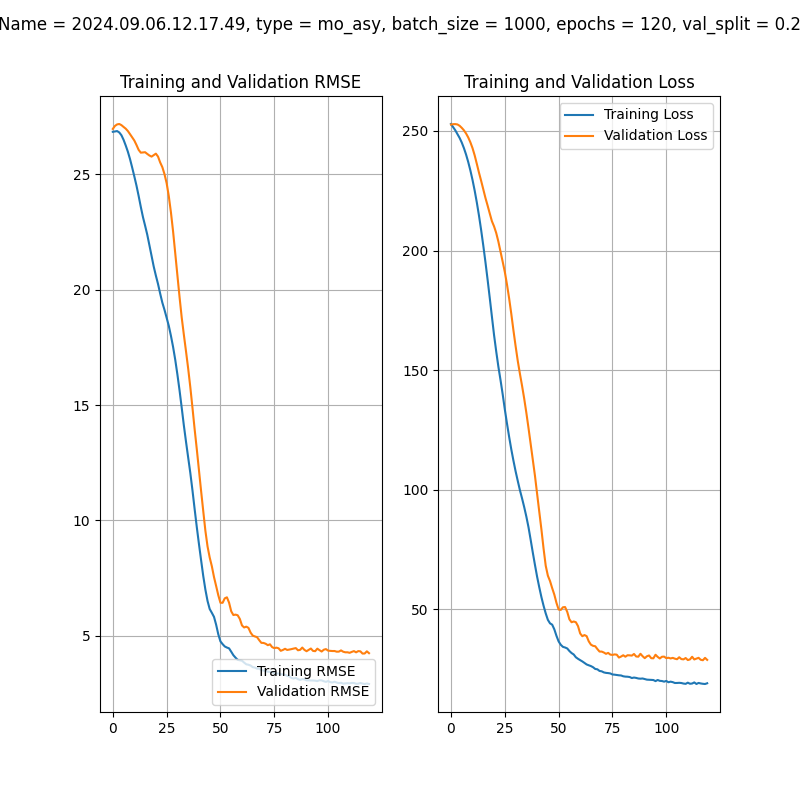 Name = 2024.09.06.12.17.49, type = mo_asy, batch_size = 1000, epochs = 120, val_split = 0.2
Training and Validation RMSE
25
20
15
10
5
0
25
50
75
100
Training RMSE
Validation RMSE
Training and Validation Loss
250
200
150
100
50
0
25
50
75
100
Training Loss
Validation Loss